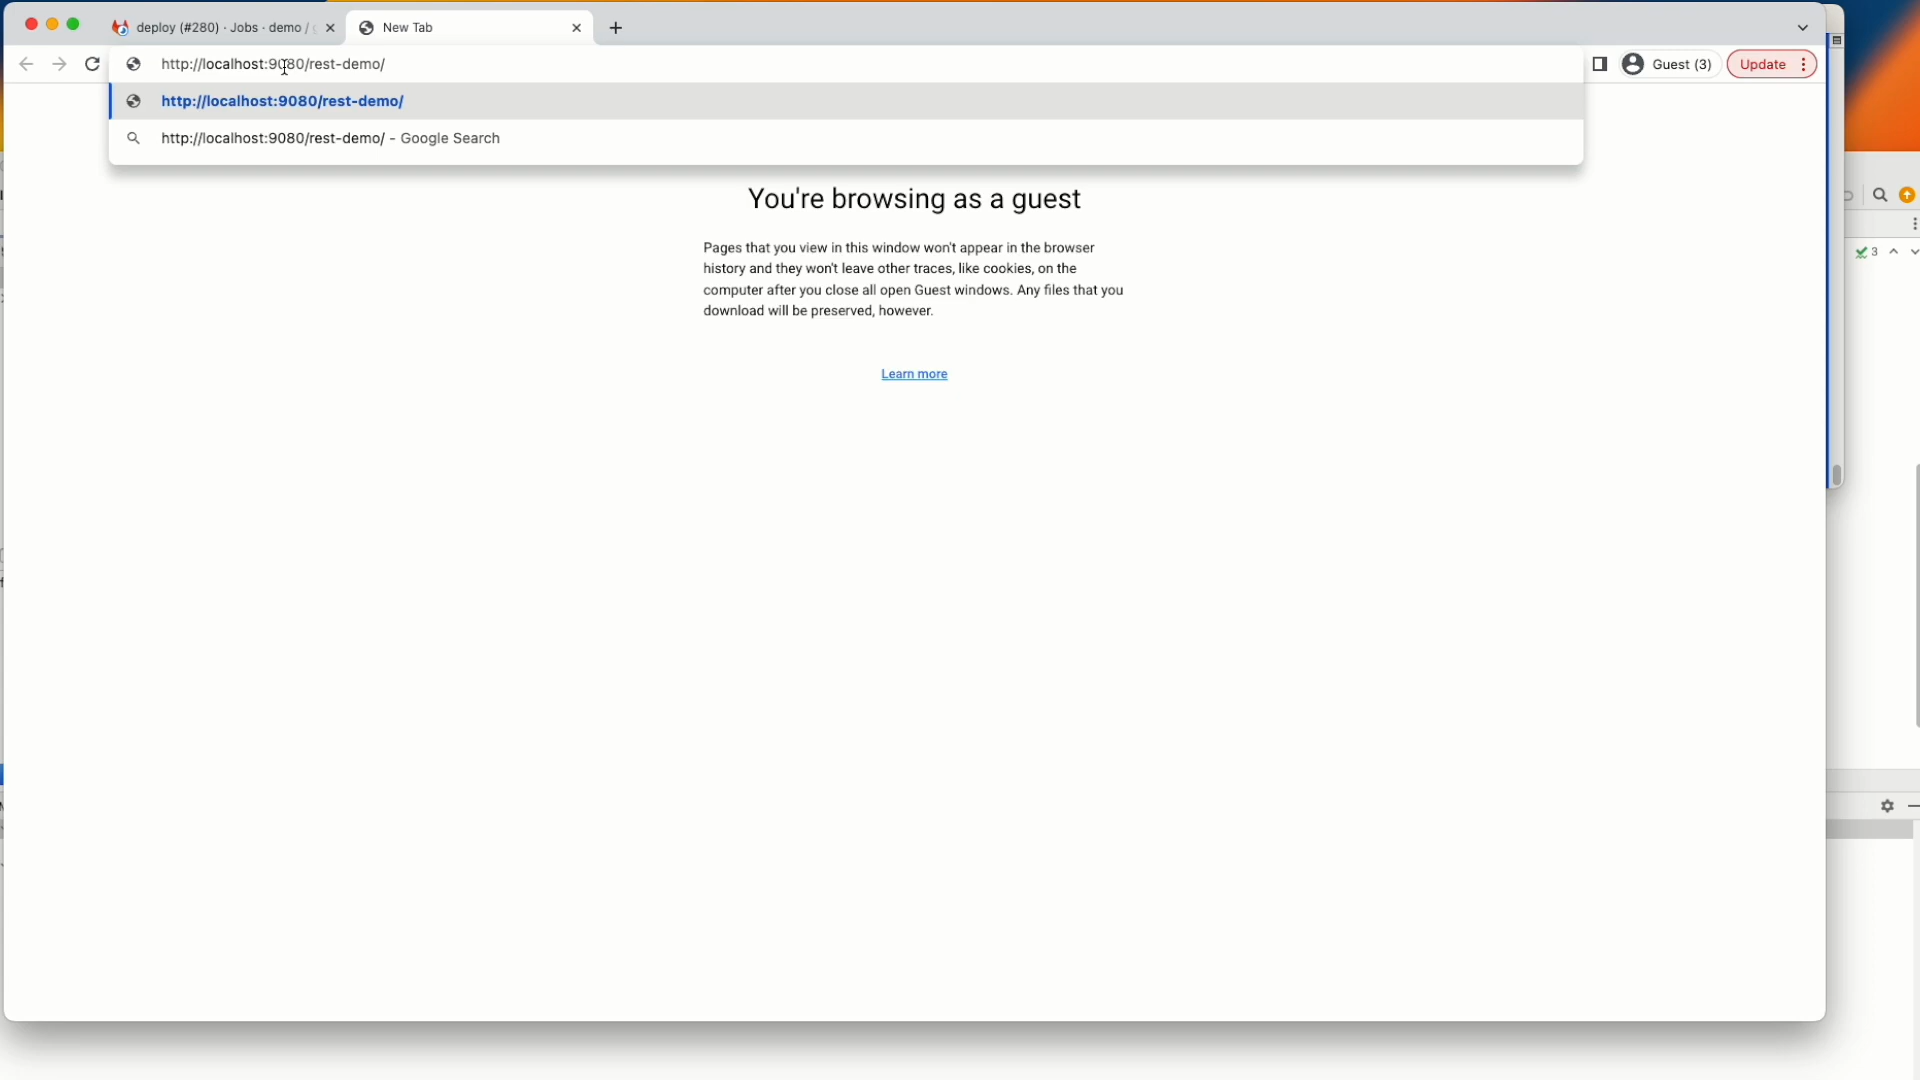 deploy (#280) · Jobs · demo /
New Tab
http://localhost:9080/rest-demo/
Guest (3)
Update
http://localhost:9080/rest-demo/
http://localhost:9080/rest-demo/ - Google Search
You're browsing as a guest
Pages that you view in this window won't appear in the browser
history and they won't leave other traces, like cookies, on the
computer after you close all open Guest windows. Any files that you
download will be preserved, however.
Learn more
3